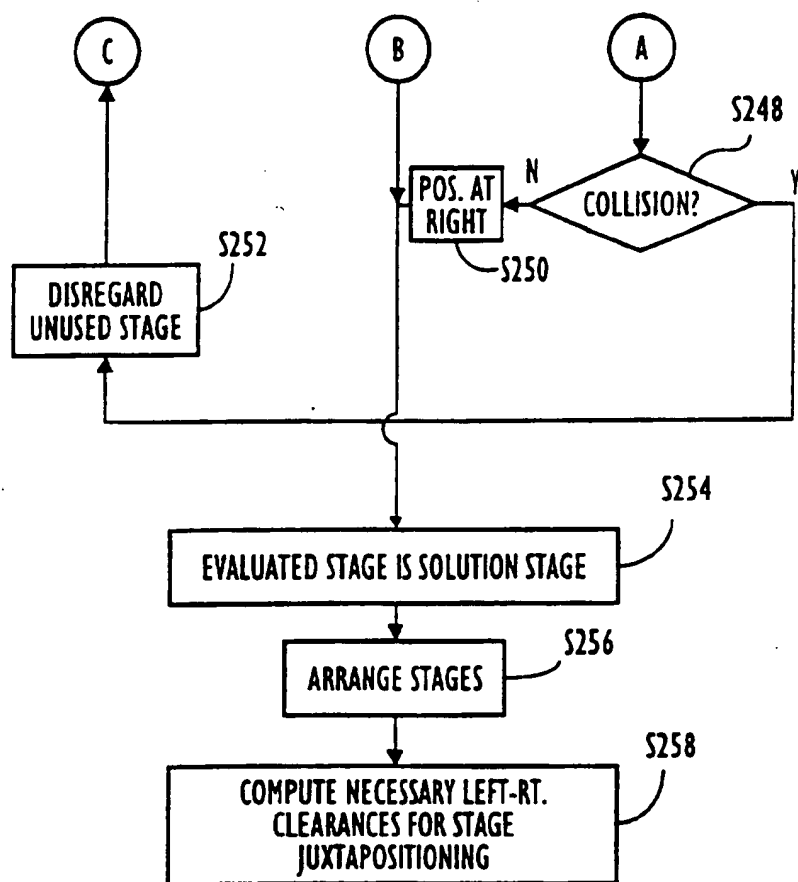 C
B
A
S248
N
Y
POS. AT
RIGHT
COLLISION?
S250
S252
DISREGARD
UNUSED STAGE
S254
EVALUATED STAGE IS SOLUTION STAGE
S256
ARRANGE STAGES
S258
COMPUTE NECESSARY LEFT-RT.
CLEARANCES FOR STAGE
JUXTAPOSITIONING